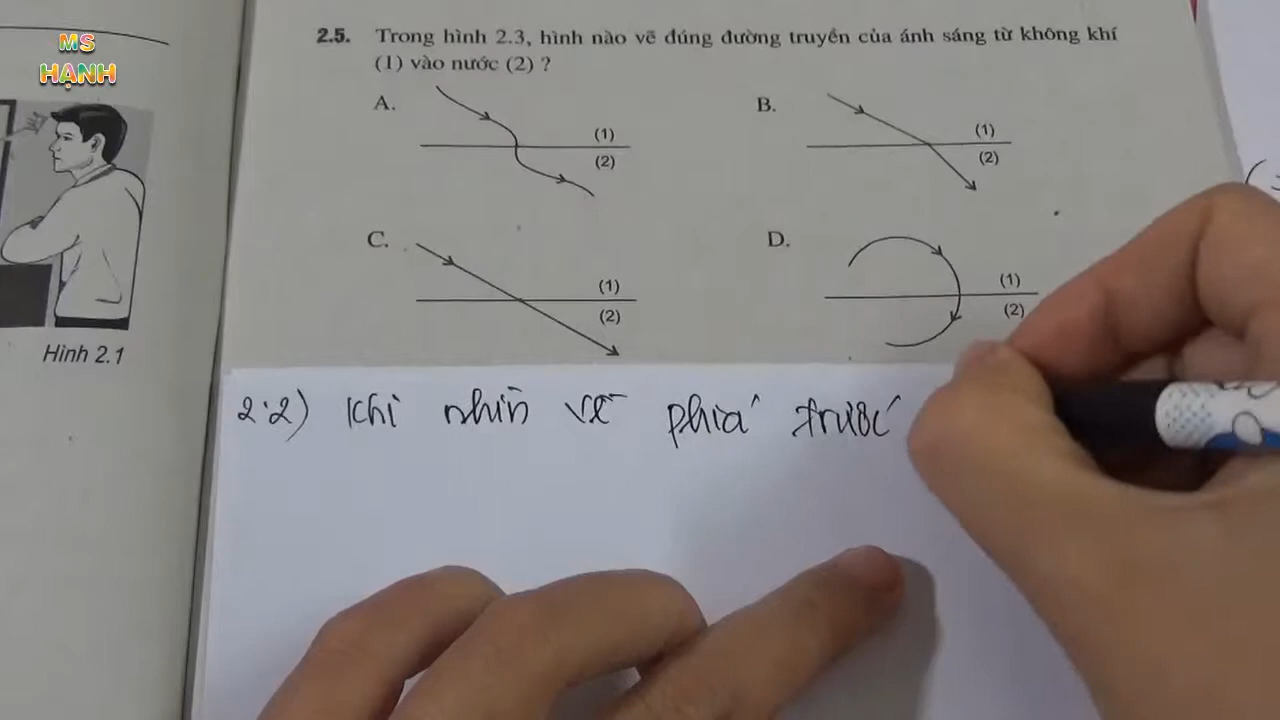 MS
HẠNH
2.5. Trong hình 2.3, hình nào vẽ đúng đường truyền của ánh sáng từ không khí
(1) vào nước (2) ?
A.
(1)
(2)
B.
(1)
(2)
C.
(1)
(2)
D.
(1)
(2)
Hình 2.1
2.2) Khi nhìn về phía trước